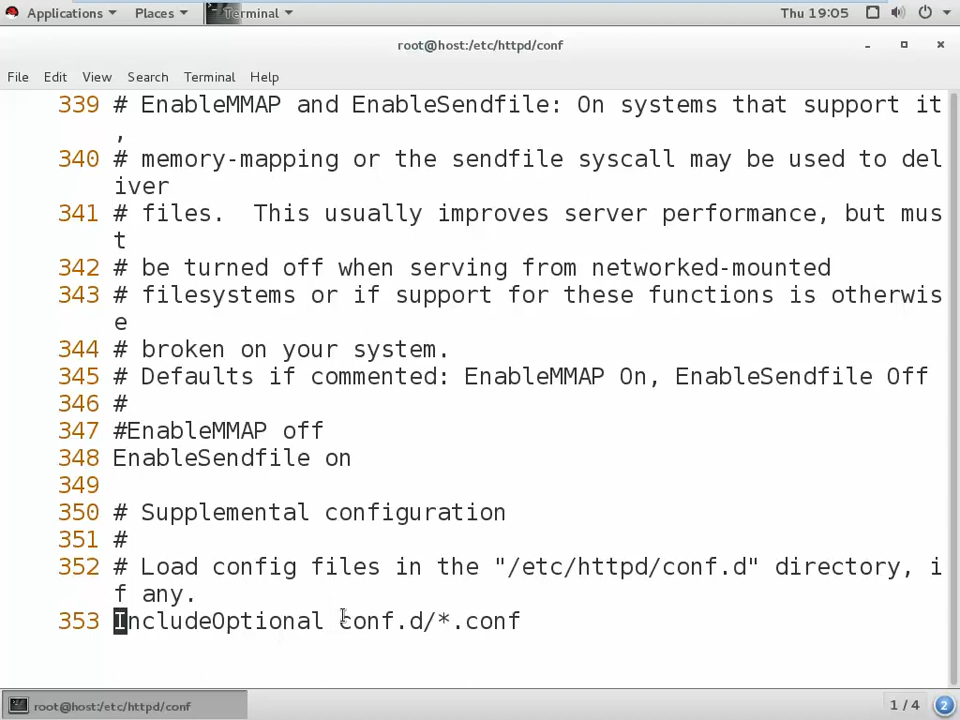 Applications Places Terminal Thu 19:05
root@host:/etc/httpd/conf
File Edit View Search Terminal Help
339 # EnableMMAP and EnableSendfile: On systems that support it
,
340 # memory-mapping or the sendfile syscall may be used to del
iver
341 # files.  This usually improves server performance, but mus
t
342 # be turned off when serving from networked-mounted
343 # filesystems or if support for these functions is otherwis
e
344 # broken on your system.
345 # Defaults if commented: EnableMMAP On, EnableSendfile Off
346 #
347 #EnableMMAP off
348 EnableSendfile on
349
350 # Supplemental configuration
351 #
352 # Load config files in the "/etc/httpd/conf.d" directory, i
f any.
353 IncludeOptional conf.d/*.conf
root@host:/etc/httpd/conf 1 / 4 2